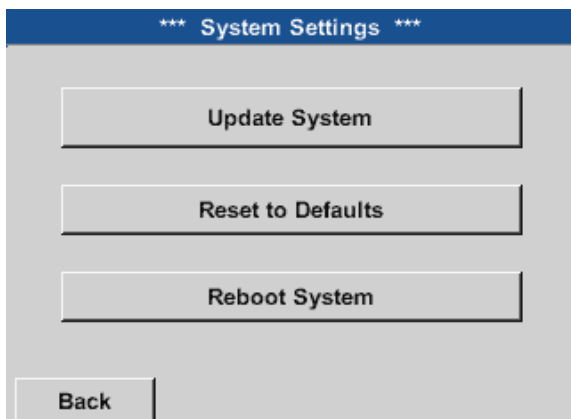 *** System Settings ***
Update System
Reset to Defaults
Reboot System
Back